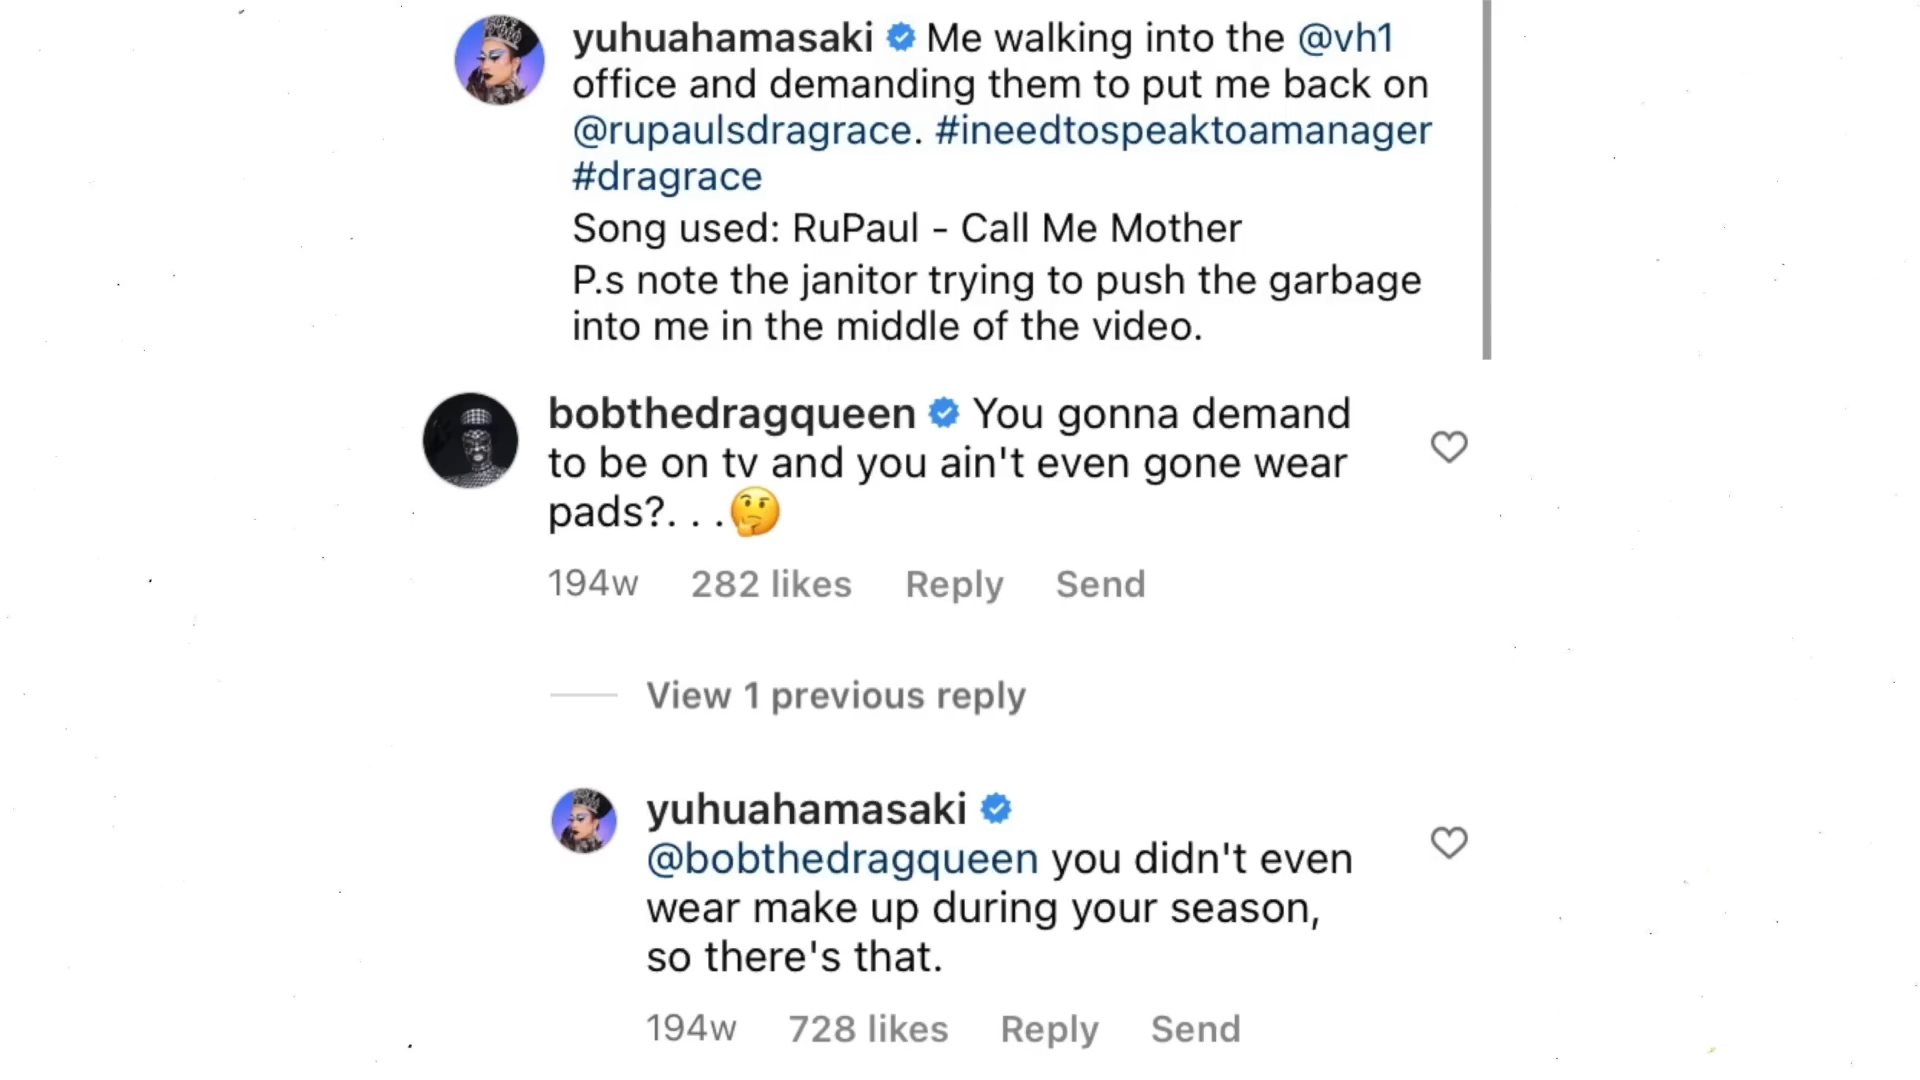 yuhuahamasaki Me walking into the @vh1
office and demanding them to put me back on
@rupaulsdragrace. #ineedtospeaktoamanager
#dragrace
Song used: RuPaul - Call Me Mother
P.s note the janitor trying to push the garbage
into me in the middle of the video.
bobthedragqueen You gonna demand
to be on tv and you ain't even gone wear
pads?. . .🤔
194w 282 likes Reply Send
View 1 previous reply
yuhuahamasaki
@bobthedragqueen you didn't even
wear make up during your season,
so there's that.
194w 728 likes Reply Send